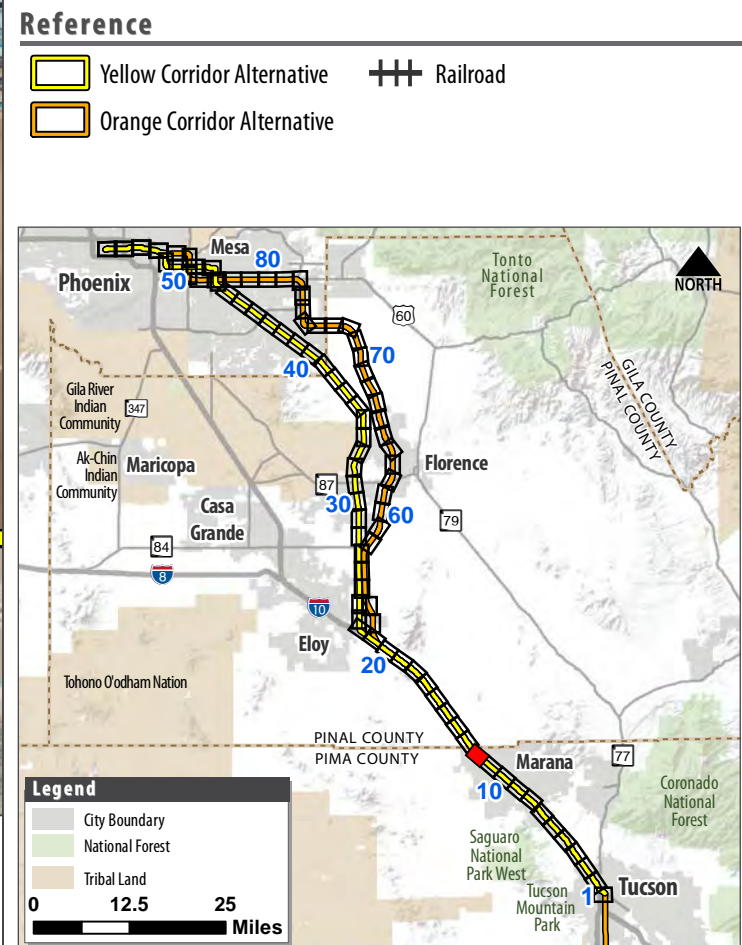 Reference
Yellow Corridor Alternative
Railroad
Orange Corridor Alternative
Mesa
80
Tonto
National
Forest
Phoenix
50
NORTH
60
70
40
GILA COUNTY
PINAL COUNTY
Gila River
Indian
Community
347
Ak-Chin
Indian
Community
Maricopa
87
Florence
30
60
Casa
Grande
79
84
8
10
Eloy
20
Tohono O'odham Nation
PINAL COUNTY
PIMA COUNTY
Marana
77
10
Coronado
National
Forest
Saguaro
National
Park West
Tucson
Mountain
Park
1
Tucson
Legend
City Boundary
National Forest
Tribal Land
0 12.5 25
Miles